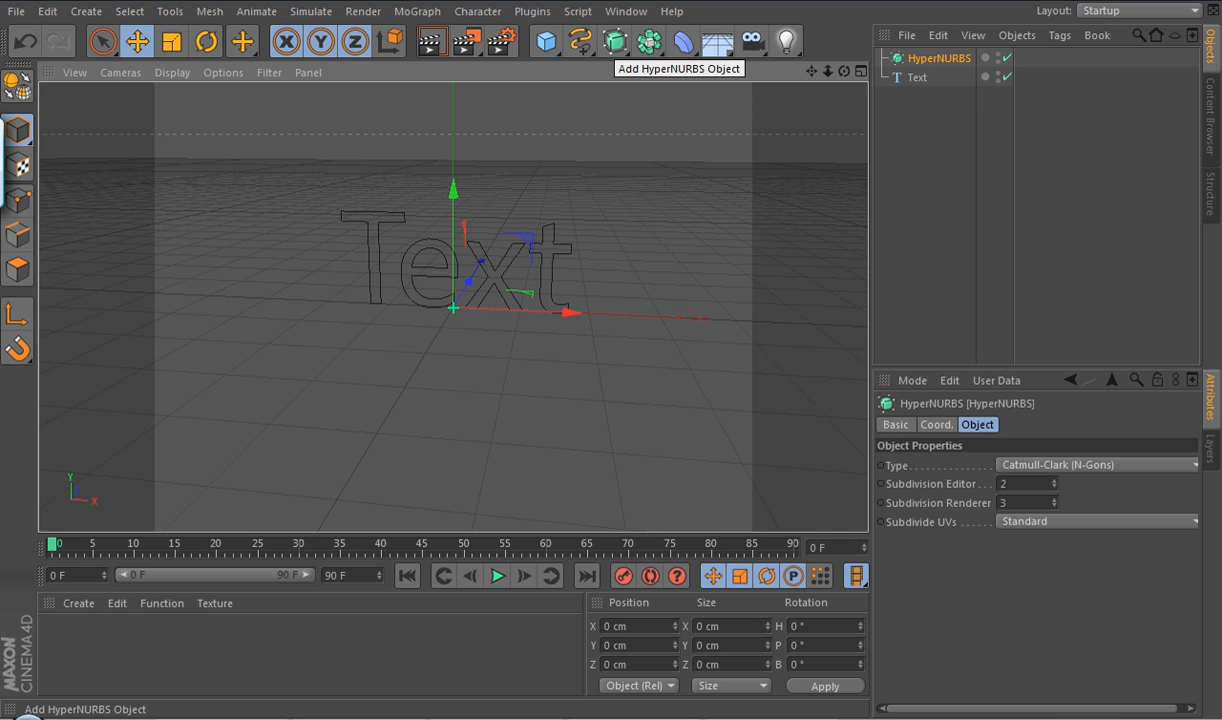 File Edit Create Select Tools Mesh Animate Simulate Render MoGraph Character Plugins Script Window Help Layout: Startup
X Y Z
Add HyperNURBS Object
View Cameras Display Options Filter Panel
Text
Y
X
0 5 10 15 20 25 30 35 40 45 50 55 60 65 70 75 80 85 90 0 F
0 F 0 F 90 F 90 F ? P
Create Edit Function Texture
Position Size Rotation
X 0 cm X 0 cm H 0 °
Y 0 cm Y 0 cm P 0 °
Z 0 cm Z 0 cm B 0 °
Object (Rel) Size Apply
MAXON
CINEMA 4D
Add HyperNURBS Object
File Edit View Objects Tags Book
HyperNURBS
T Text
Objects
Content Browser
Structure
Mode Edit User Data
HyperNURBS [HyperNURBS]
Basic Coord. Object
Object Properties
Type Catmull-Clark (N-Gons)
Subdivision Editor 2
Subdivision Renderer 3
Subdivide UVs Standard
Attributes
Layers